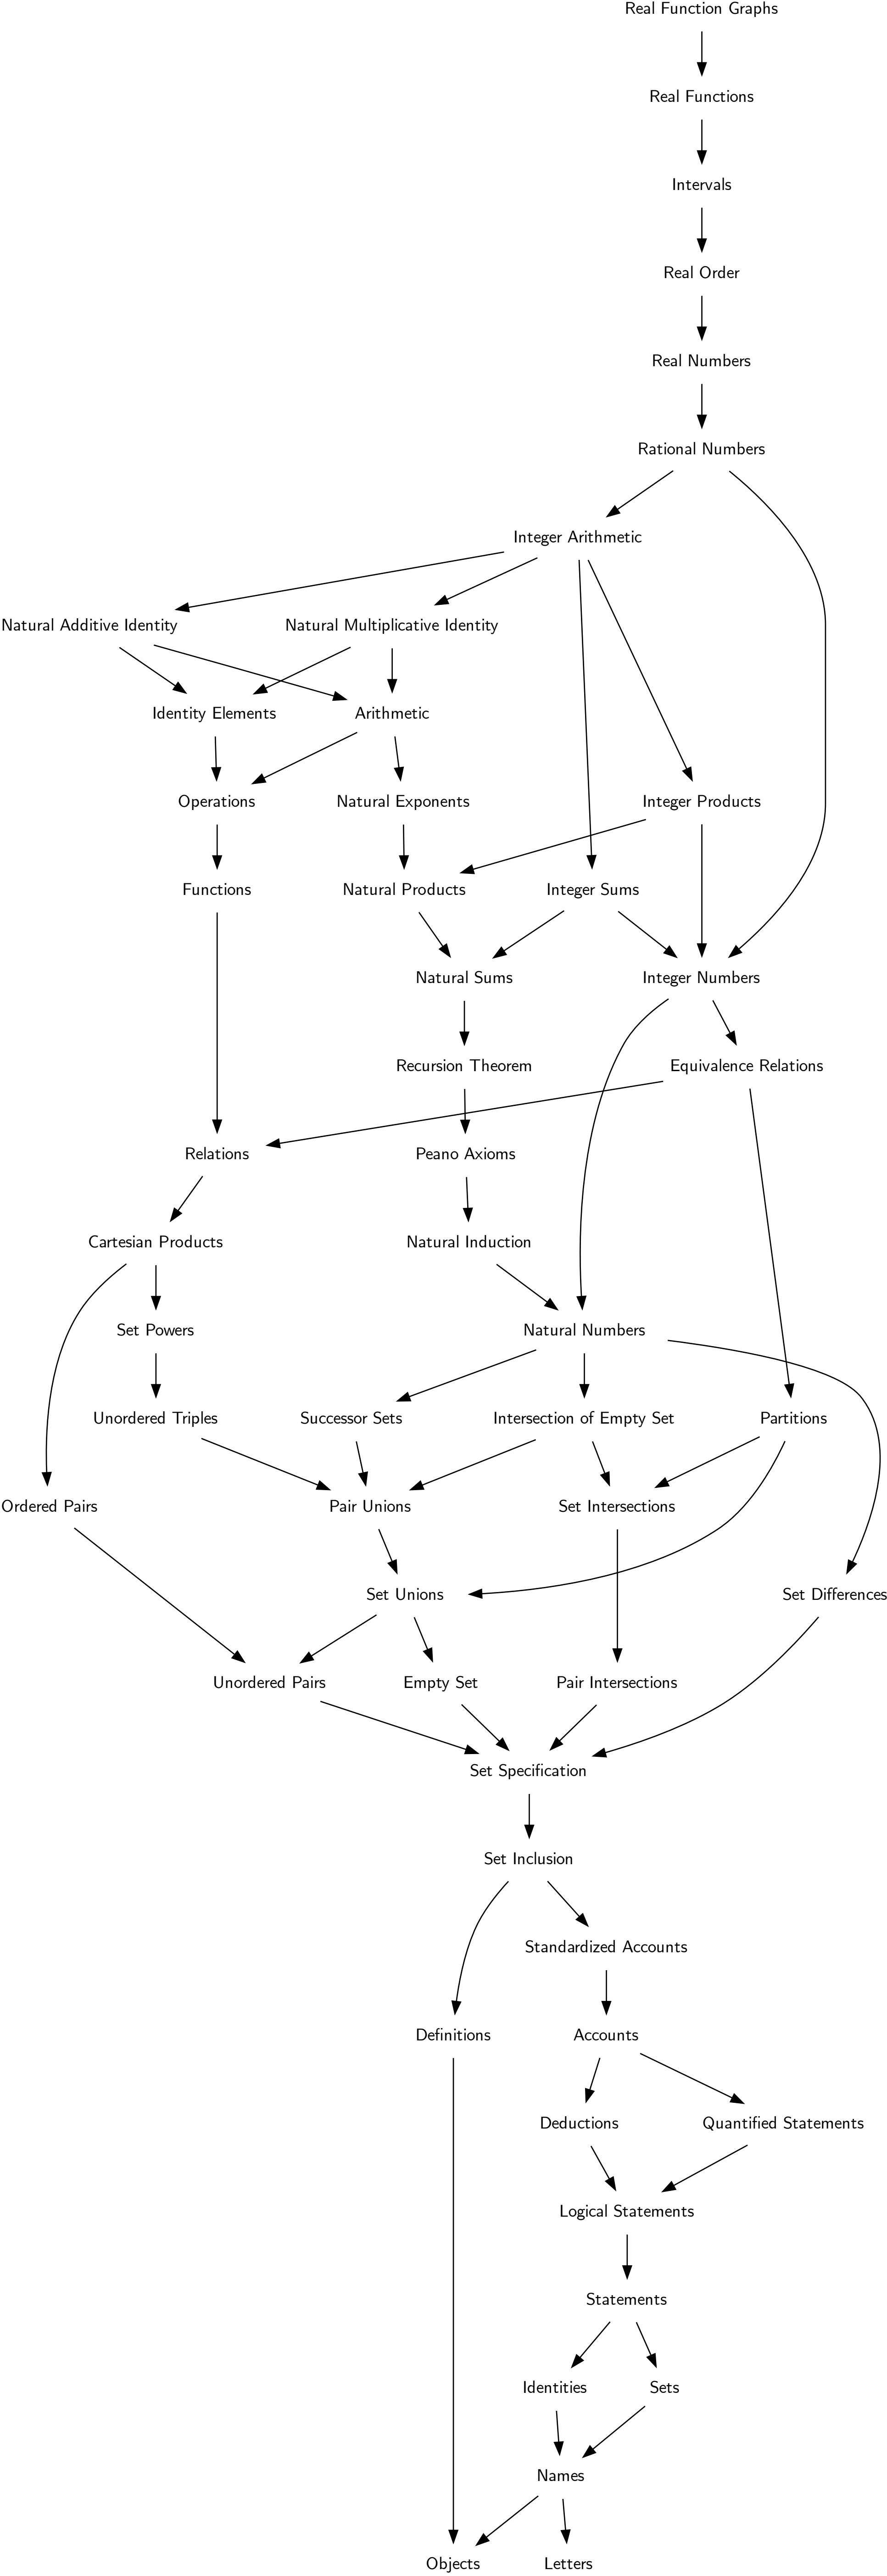 Real Function Graphs
Real Functions
Intervals
Real Order
Real Numbers
Rational Numbers
Integer Arithmetic
Natural Additive Identity
Natural Multiplicative Identity
Identity Elements
Arithmetic
Operations
Natural Exponents
Integer Products
Functions
Natural Products
Integer Sums
Natural Sums
Integer Numbers
Recursion Theorem
Equivalence Relations
Relations
Peano Axioms
Cartesian Products
Natural Induction
Set Powers
Natural Numbers
Unordered Triples
Successor Sets
Intersection of Empty Set
Partitions
Ordered Pairs
Pair Unions
Set Intersections
Set Unions
Set Differences
Unordered Pairs
Empty Set
Pair Intersections
Set Specification
Set Inclusion
Standardized Accounts
Definitions
Accounts
Deductions
Quantified Statements
Logical Statements
Statements
Identities
Sets
Names
Objects
Letters